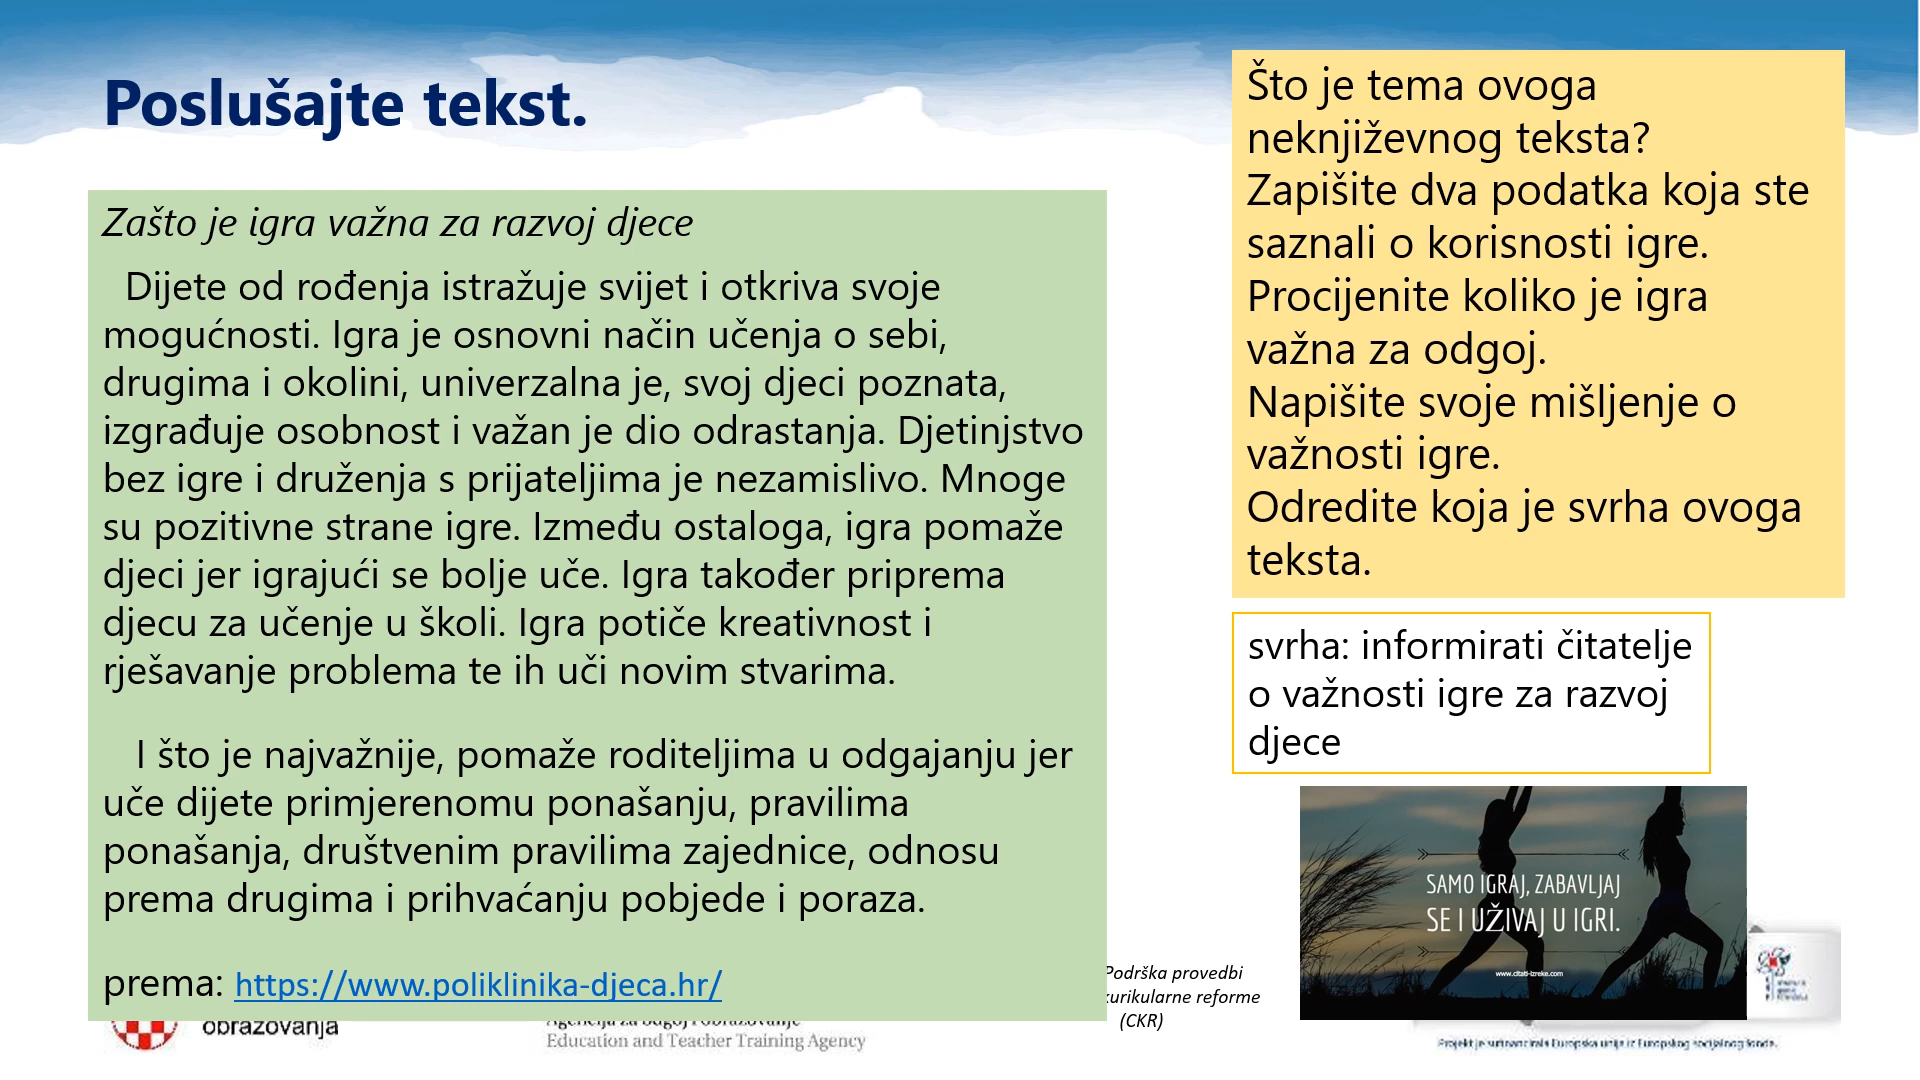 Poslušajte tekst.
Zašto je igra važna za razvoj djece
Dijete od rođenja istražuje svijet i otkriva svoje
mogućnosti. Igra je osnovni način učenja o sebi,
drugima i okolini, univerzalna je, svoj djeci poznata,
izgrađuje osobnost i važan je dio odrastanja. Djetinjstvo
bez igre i druženja s prijateljima je nezamislivo. Mnoge
su pozitivne strane igre. Između ostaloga, igra pomaže
djeci jer igrajući se bolje uče. Igra također priprema
djecu za učenje u školi. Igra potiče kreativnost i
rješavanje problema te ih uči novim stvarima.
I što je najvažnije, pomaže roditeljima u odgajanju jer
uče dijete primjerenomu ponašanju, pravilima
ponašanja, društvenim pravilima zajednice, odnosu
prema drugima i prihvaćanju pobjede i poraza.
prema: https://www.poliklinika-djeca.hr/
Što je tema ovoga
neknjiževnog teksta?
Zapišite dva podatka koja ste
saznali o korisnosti igre.
Procijenite koliko je igra
važna za odgoj.
Napišite svoje mišljenje o
važnosti igre.
Odredite koja je svrha ovoga
teksta.
svrha: informirati čitatelje
o važnosti igre za razvoj
djece
SAMO IGRAJ, ZABAVLJAJ
SE I UŽIVAJ U IGRI.
www.citati-izreke.com
obrazovanja
Agencija za odgoj i obrazovanje
Education and Teacher Training Agency
Podrška provedbi
kurikularne reforme
(CKR)
Projekt je sufinancirala Europska unija iz Europskog socijalnog fonda.